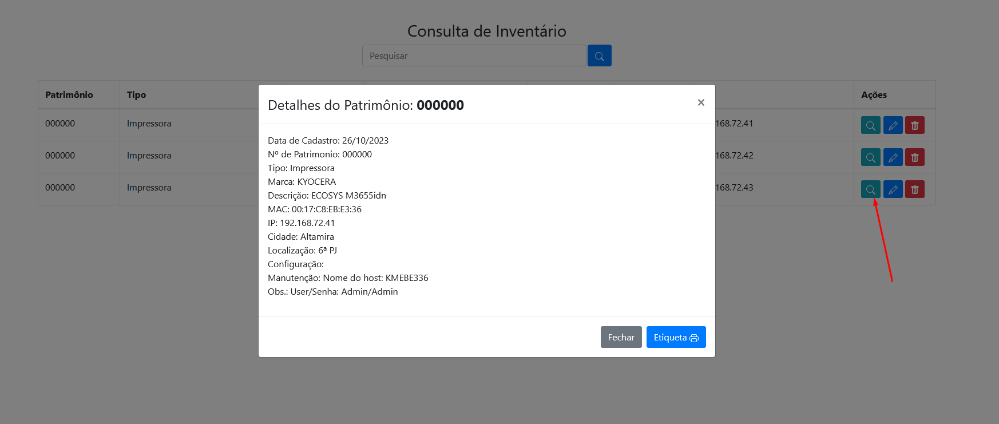 Consulta de Inventário
Pesquisar
Patrimônio Tipo Ações
000000 Impressora 168.72.41
000000 Impressora 168.72.42
000000 Impressora 168.72.43
Detalhes do Patrimônio: 000000 ×
Data de Cadastro: 26/10/2023
Nº de Patrimonio: 000000
Tipo: Impressora
Marca: KYOCERA
Descrição: ECOSYS M3655idn
MAC: 00:17:C8:EB:E3:36
IP: 192.168.72.41
Cidade: Altamira
Localização: 6ª PJ
Configuração:
Manutenção: Nome do host: KMEBE336
Obs.: User/Senha: Admin/Admin
Fechar Etiqueta